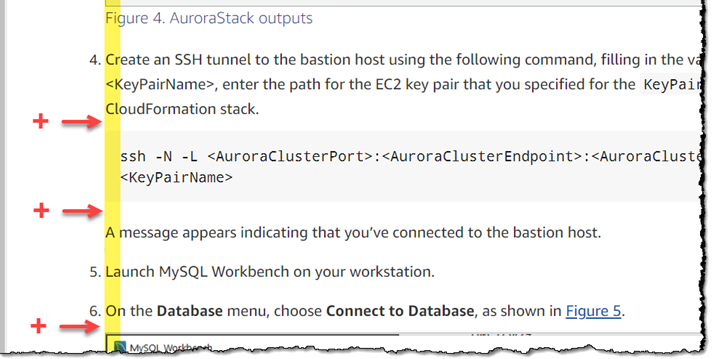 Figure 4. AuroraStack outputs
4. Create an SSH tunnel to the bastion host using the following command, filling in the va
<KeyPairName>, enter the path for the EC2 key pair that you specified for the KeyPair
CloudFormation stack.
ssh -N -L <AuroraClusterPort>:<AuroraClusterEndpoint>:<AuroraCluste
<KeyPairName>
A message appears indicating that you've connected to the bastion host.
5. Launch MySQL Workbench on your workstation.
6. On the Database menu, choose Connect to Database, as shown in Figure 5.
MySQL Workbench